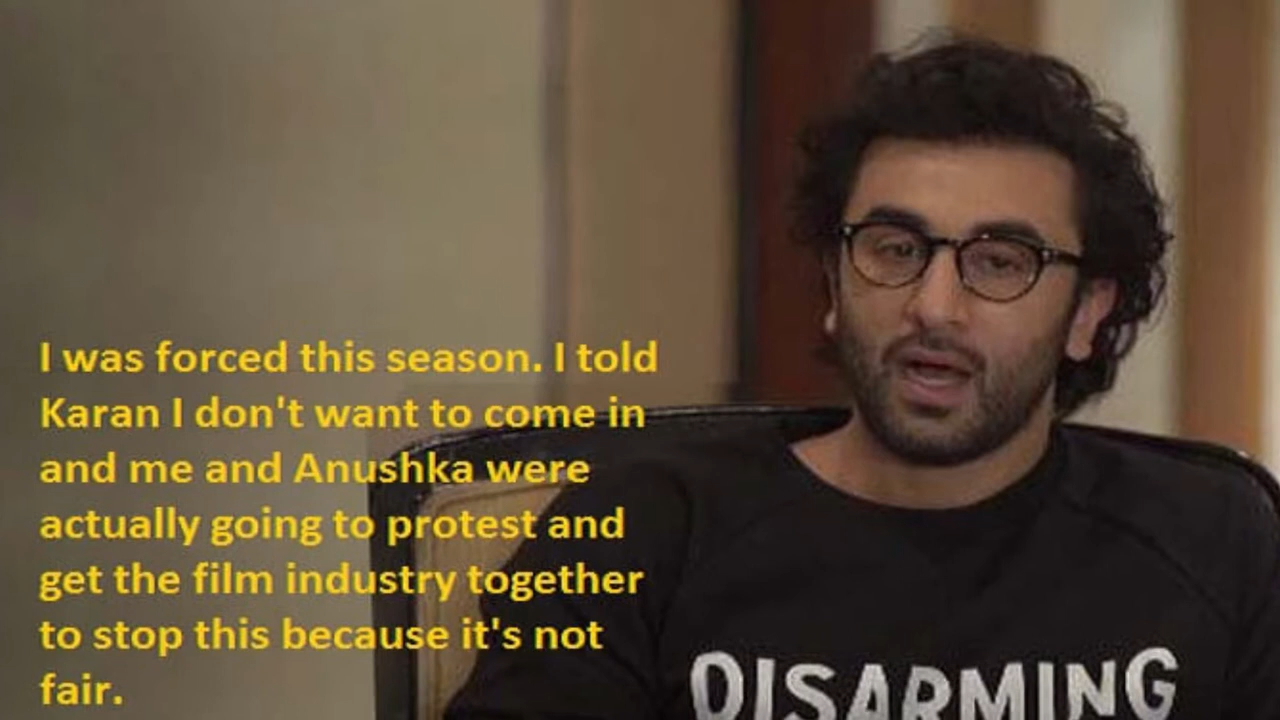 I was forced this season. I told
Karan I don't want to come in
and me and Anushka were
actually going to protest and
get the film industry together
to stop this because it's not
fair.
DISARMING